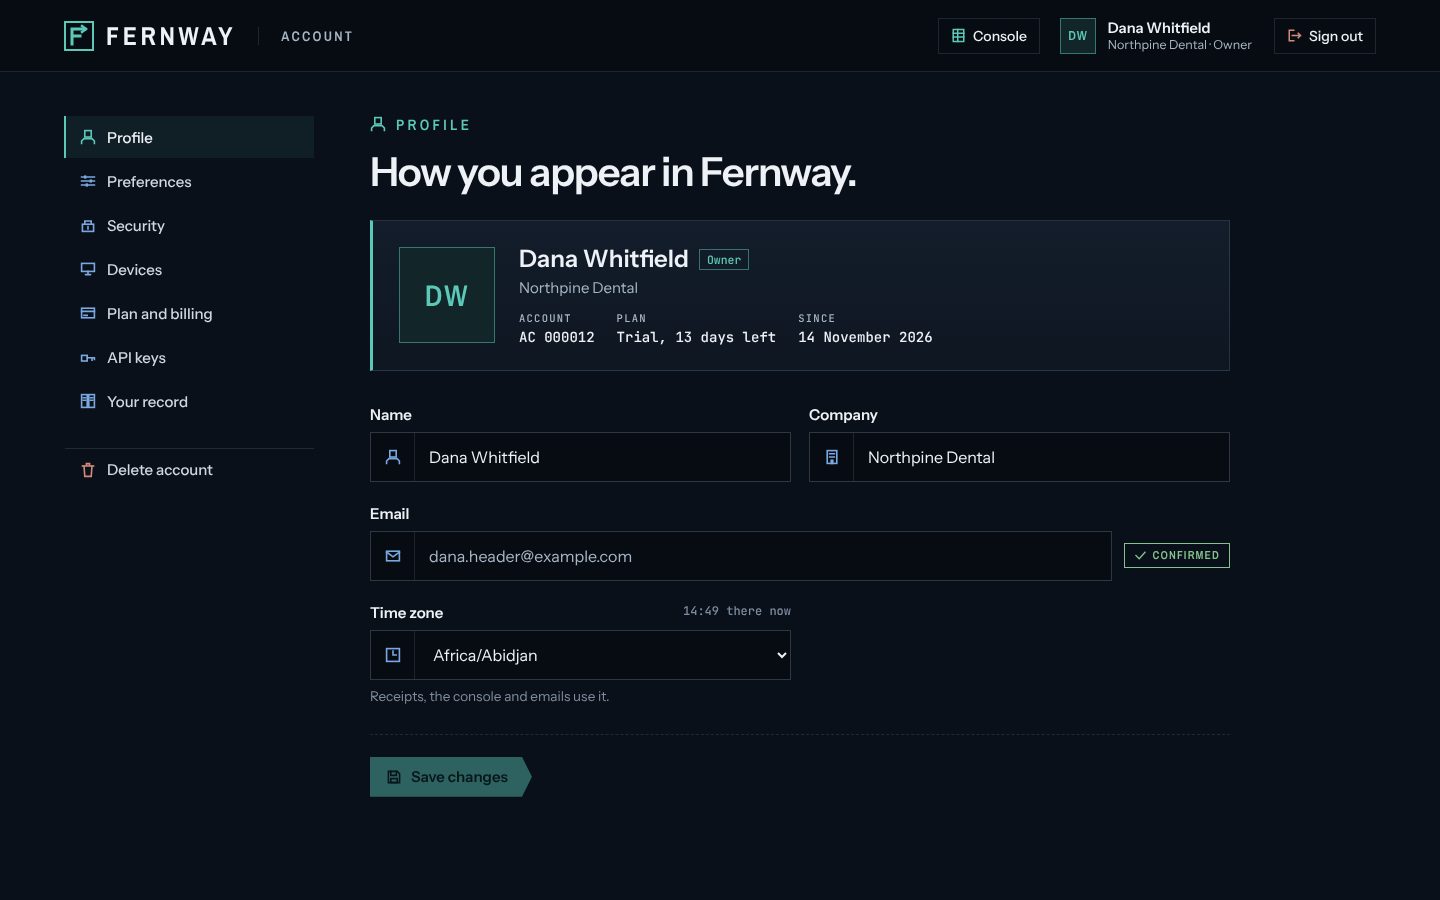 FERNWAY
ACCOUNT
Console
DW
Dana Whitfield
Northpine Dental · Owner
Sign out
Profile
Preferences
Security
Devices
Plan and billing
API keys
Your record
Delete account
PROFILE
How you appear in Fernway.
DW
Dana Whitfield
Owner
Northpine Dental
ACCOUNT
AC 000012
PLAN
Trial, 13 days left
SINCE
14 November 2026
Name
Dana Whitfield
Company
Northpine Dental
Email
dana.header@example.com
CONFIRMED
Time zone
14:49 there now
Africa/Abidjan
Receipts, the console and emails use it.
Save changes